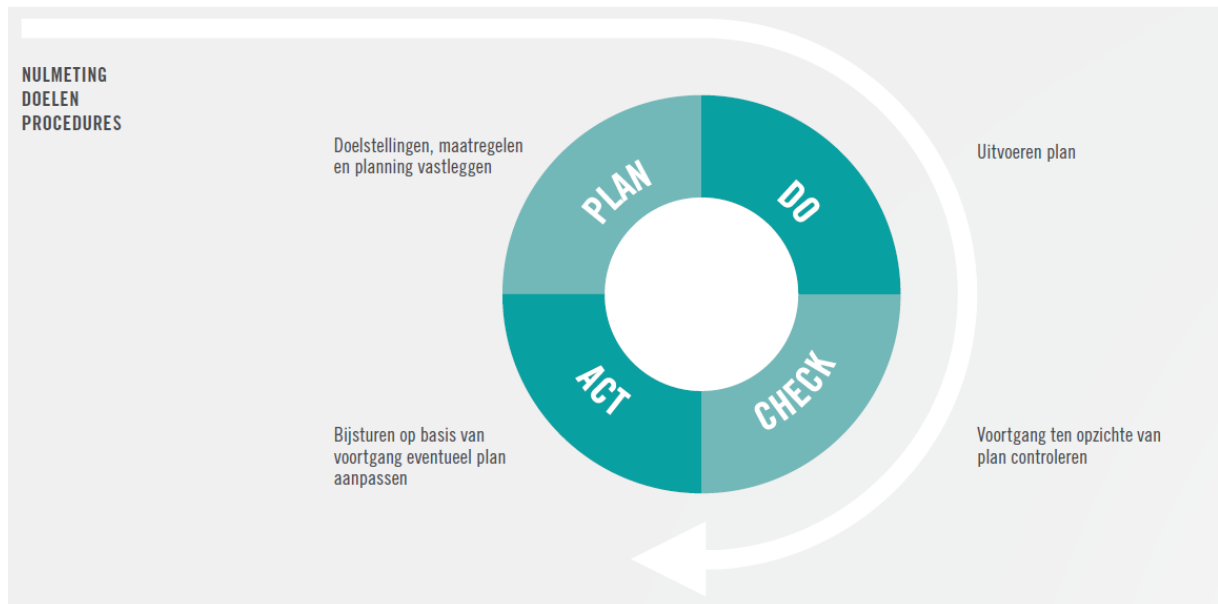 NULMETING
DOELEN
PROCEDURES
Doelstellingen, maatregelen
en planning vastleggen
PLAN
DO
Uitvoeren plan
ACT
CHECK
Bijsturen op basis van
voortgang eventueel plan
aanpassen
Voortgang ten opzichte van
plan controleren